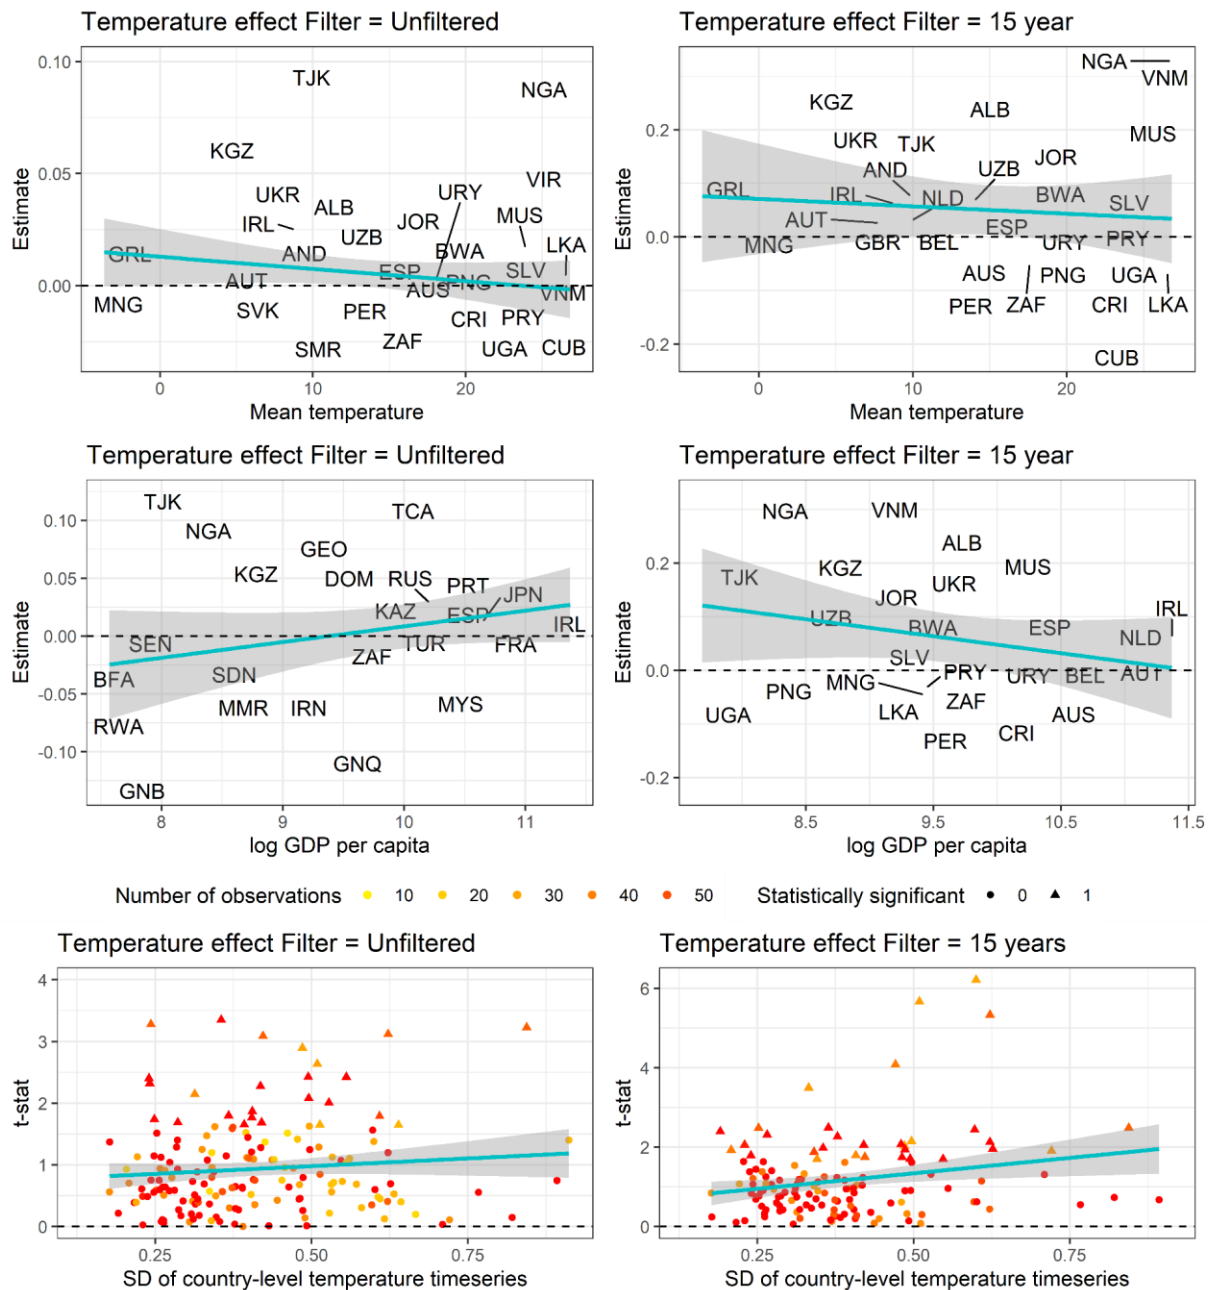 Temperature effect Filter = Unfiltered
Temperature effect Filter = 15 year
0.10
TJK
NGA
KGZ
0.05
VIR
UKR
URY
IRL
ALB
JOR
MUS
UZB
LKA
GRL
AND
BWA
AUT
ESP
PNG
SLV
0.00
AUS
VNM
MNG
SVK
PER
CRI
PRY
SMR
ZAF
UGA
CUB
Estimate
0
10
20
Mean temperature
NGA
VNM
KGZ
ALB
0.2
UKR
TJK
MUS
AND
UZB
JOR
GRL
IRL
NLD
BWA
SLV
AUT
ESP
0.0
MNG
GBR
BEL
URY
PRY
AUS
PNG
UGA
PER
ZAF
CRI
LKA
-0.2
CUB
Estimate
0
10
20
Mean temperature
Temperature effect Filter = Unfiltered
Temperature effect Filter = 15 year
TJK
TCA
0.10
NGA
GEO
KGZ
DOM
RUS
PRT
0.05
KAZ
ESP
JPN
IRL
0.00
SEN
TUR
FRA
ZAF
BFA
SDN
-0.05
MMR
IRN
MYS
RWA
-0.10
GNQ
GNB
Estimate
8
9
10
11
log GDP per capita
NGA
VNM
ALB
0.2
KGZ
MUS
TJK
UKR
JOR
IRL
UZB
BWA
ESP
NLD
SLV
0.0
MNG
PRY
URY
BEL
AUT
PNG
ZAF
UGA
LKA
AUS
PER
CRI
-0.2
Estimate
8.5
9.5
10.5
11.5
log GDP per capita
Number of observations 10 20 30 40 50 Statistically significant 0 1
Temperature effect Filter = Unfiltered
Temperature effect Filter = 15 years
4
3
2
1
0
t-stat
0.25
0.50
0.75
SD of country-level temperature timeseries
6
4
2
0
t-stat
0.25
0.50
0.75
SD of country-level temperature timeseries